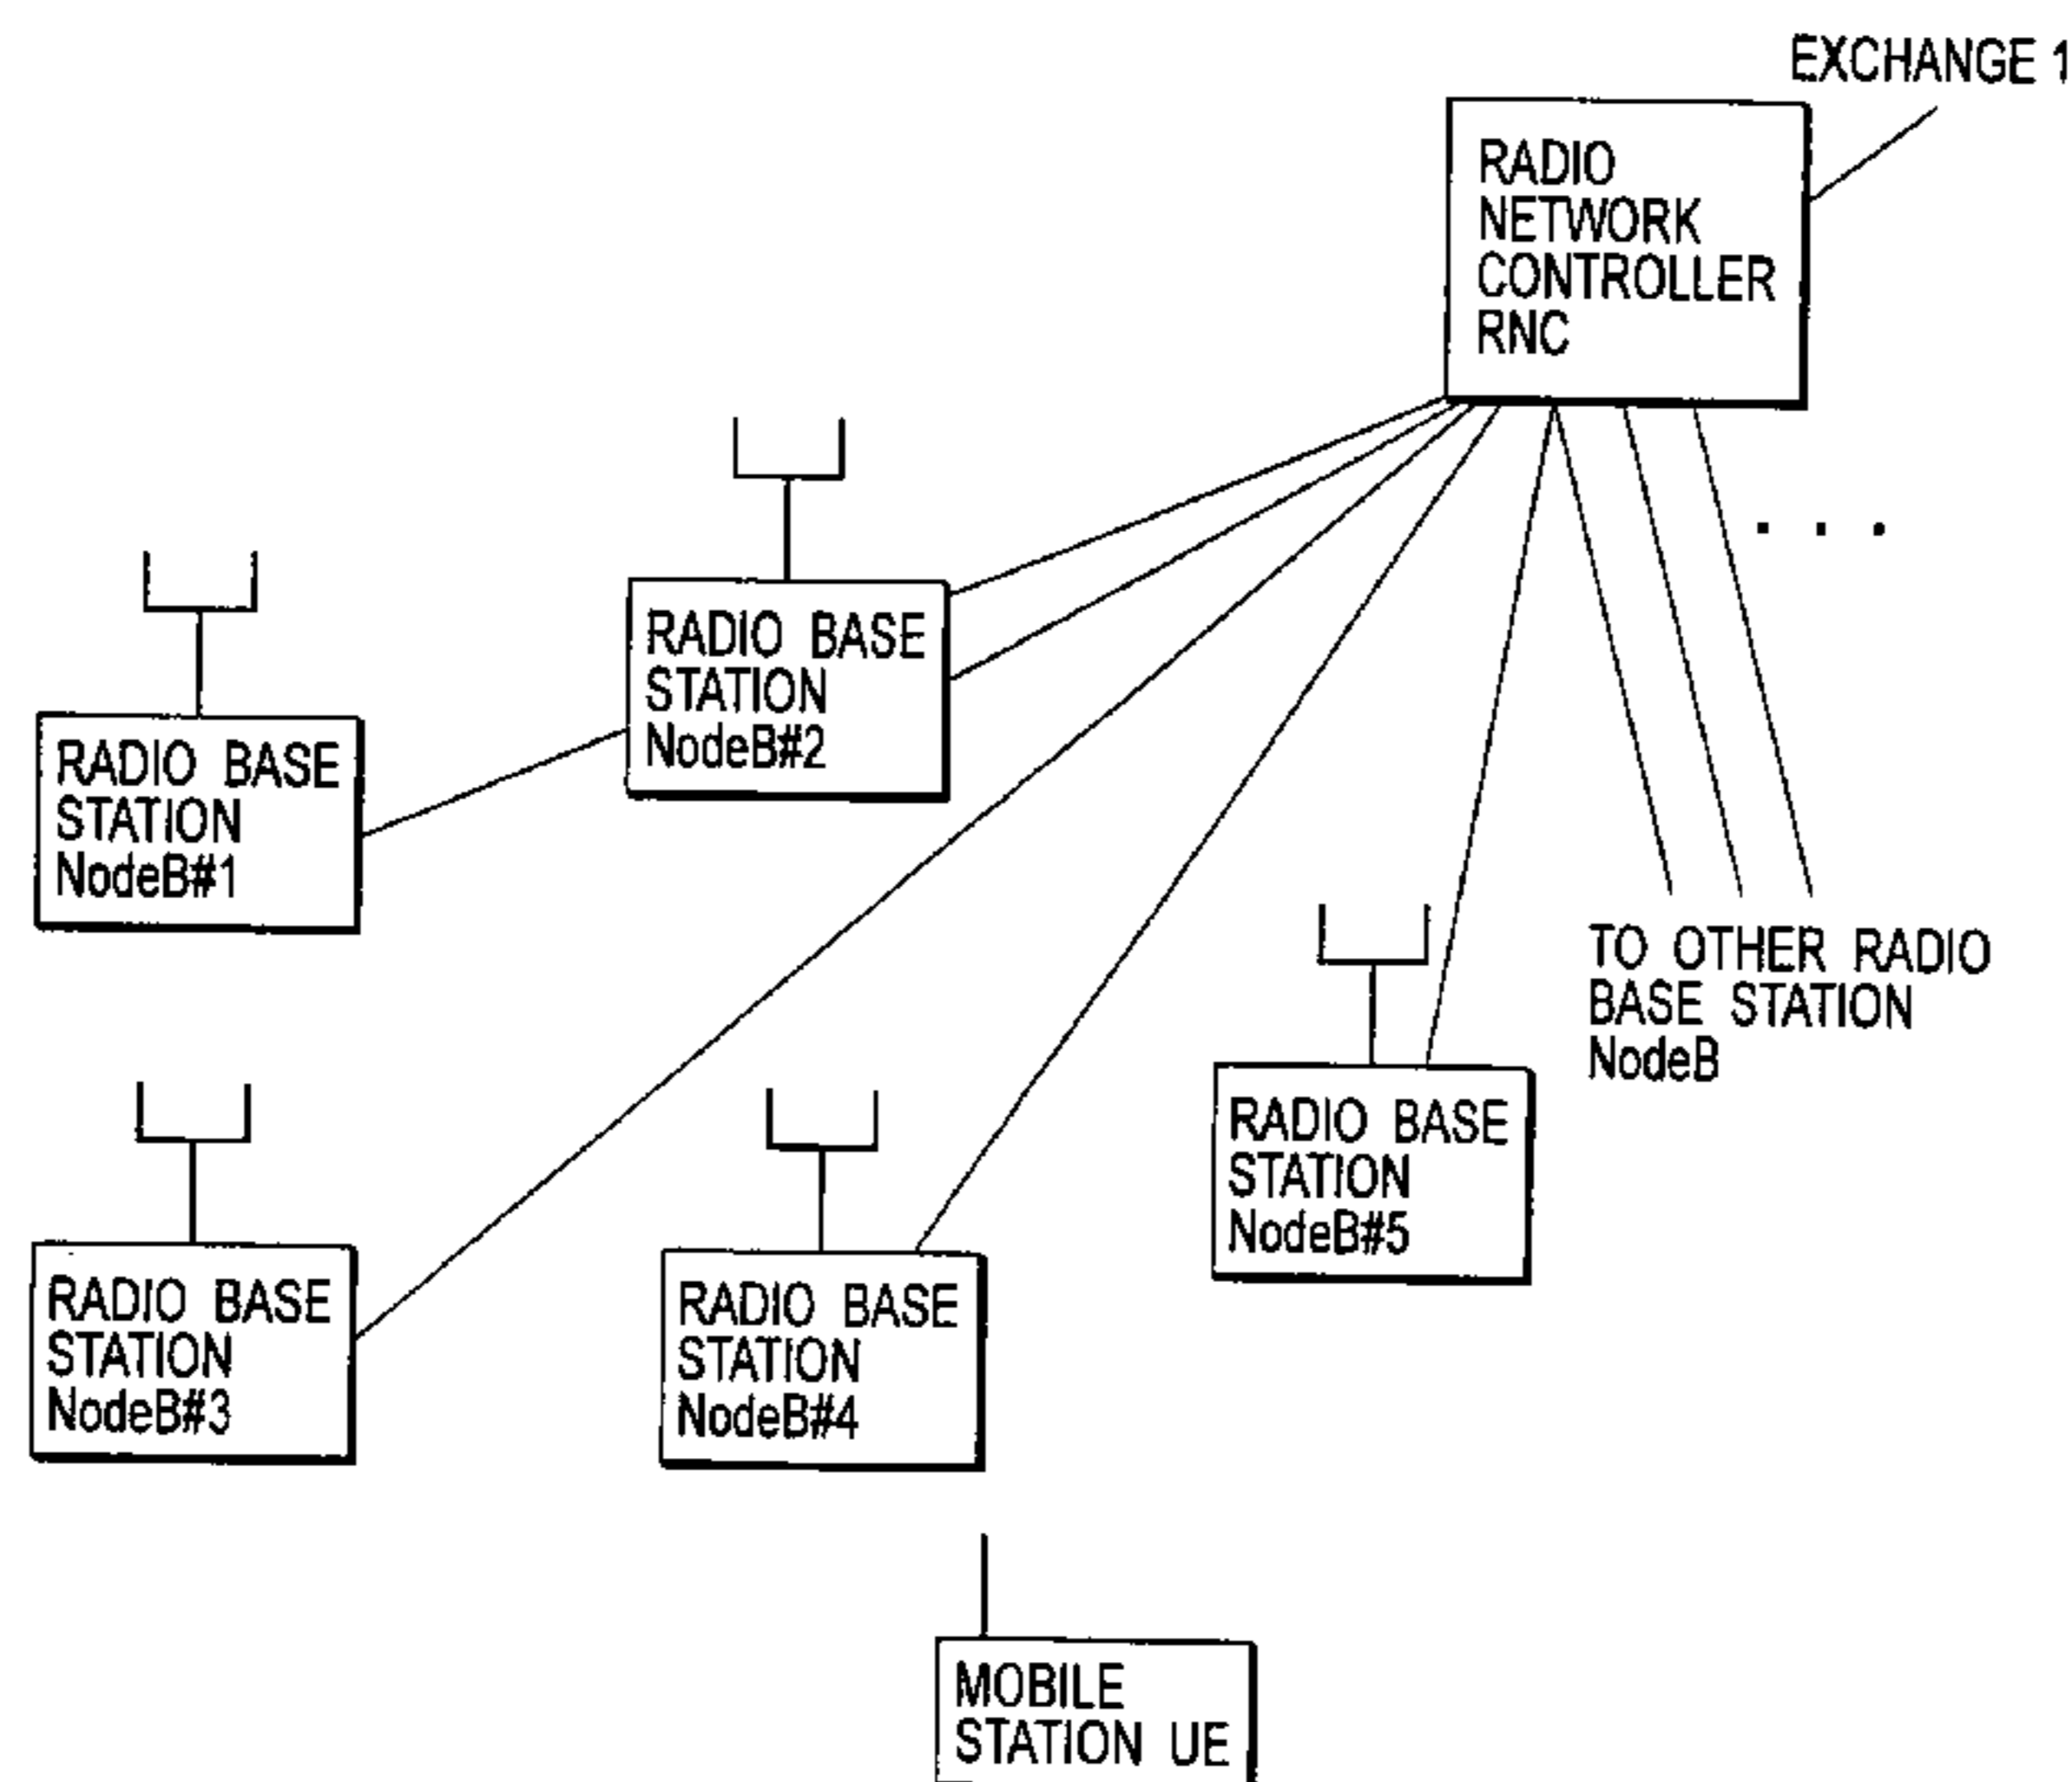 EXCHANGE 1
RADIO
NETWORK
CONTROLLER
RNC
RADIO BASE
STATION
NodeB#2
RADIO BASE
STATION
NodeB#1
TO OTHER RADIO
BASE STATION
NodeB
RADIO BASE
STATION
NodeB#5
RADIO BASE
STATION
NodeB#3
RADIO BASE
STATION
NodeB#4
MOBILE
STATION UE